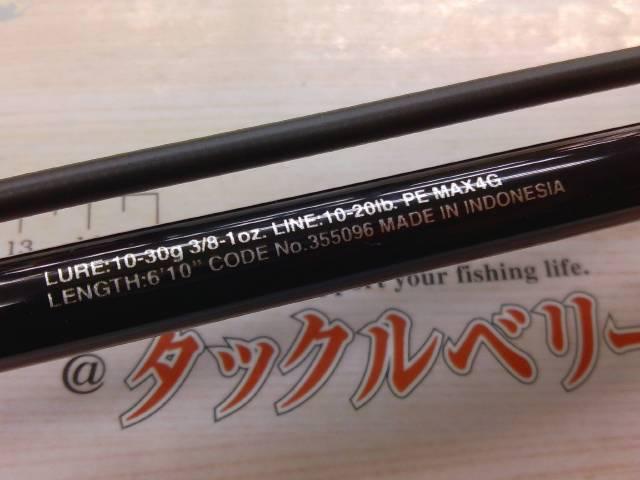 LURE:10-30g 3/8-1oz. LINE:10-20lb. PE MAX4G
LENGTH:6'10" CODE No.355096 MADE IN INDONESIA
13
your fishing life.
@ タックルベリー